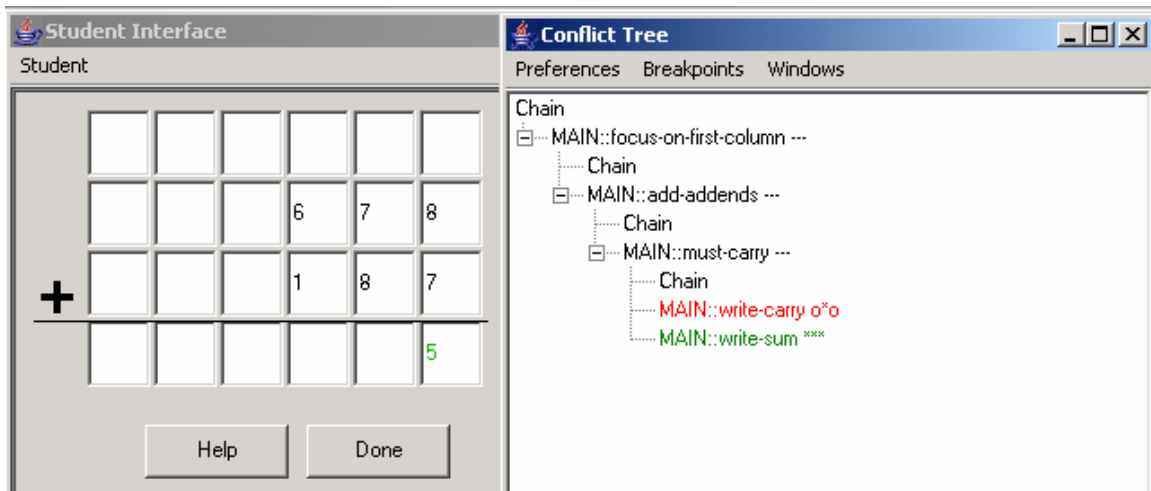 Student Interface
Student
6 7 8
+ 1 8 7
5
Help Done
Conflict Tree
Preferences Breakpoints Windows
Chain
MAIN::focus-on-first-column ---
Chain
MAIN::add-addends ---
Chain
MAIN::must-carry ---
Chain
MAIN::write-carry o*o
MAIN::write-sum ***